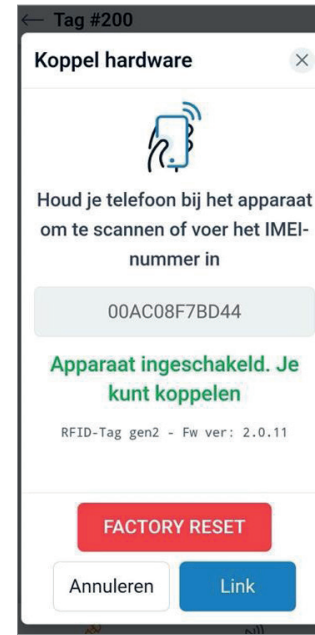 ← Tag #200
Koppel hardware
Houd je telefoon bij het apparaat
om te scannen of voer het IMEI-
nummer in
00AC08F7BD44
Apparaat ingeschakeld. Je
kunt koppelen
RFID-Tag gen2 - Fw ver: 2.0.11
FACTORY RESET
Annuleren Link